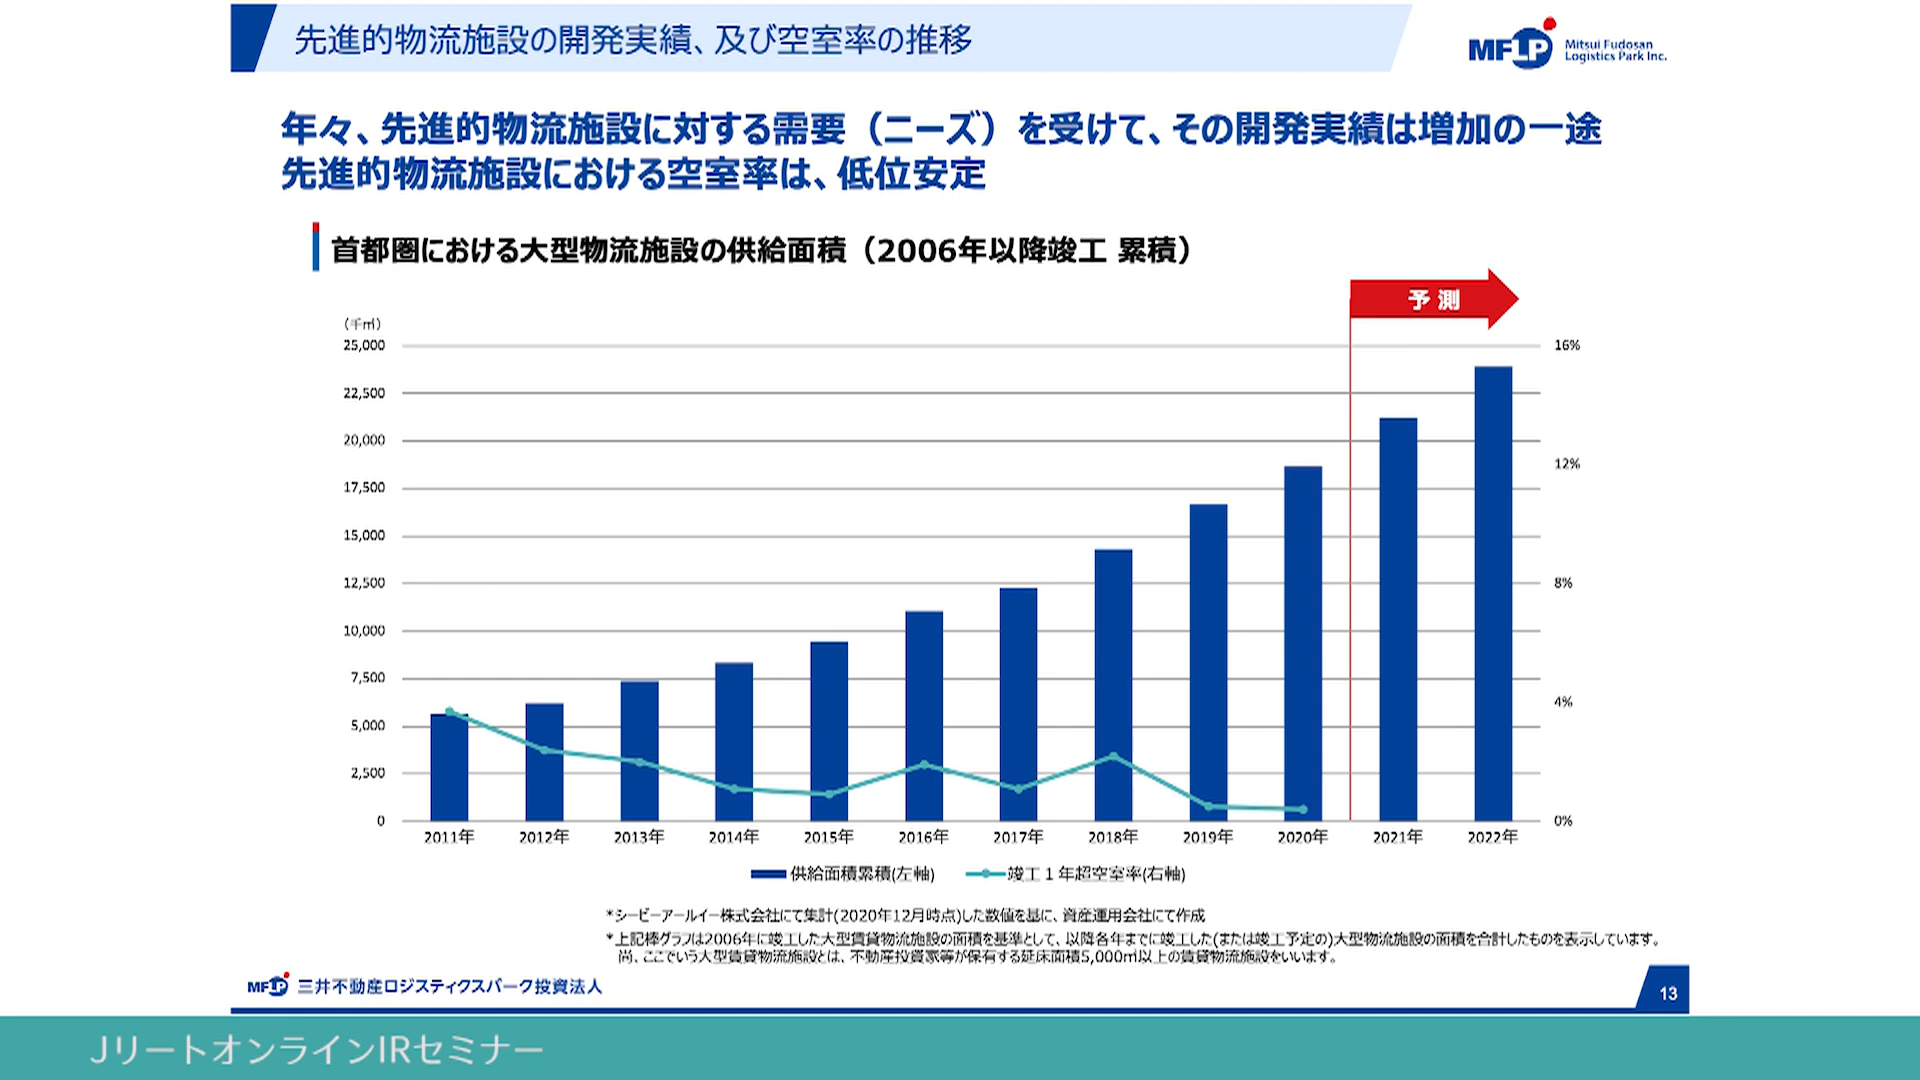 先進的物流施設の開発実績、及び空室率の推移
MFLP
Mitsui Fudosan
Logistics Park Inc.
年々、先進的物流施設に対する需要（ニーズ）を受けて、その開発実績は増加の一途
先進的物流施設における空室率は、低位安定
首都圏における大型物流施設の供給面積（2006年以降竣工 累積）
予 測
（千㎡）
25,000
22,500
20,000
17,500
15,000
12,500
10,000
7,500
5,000
2,500
0
16%
12%
8%
4%
0%
2011年 2012年 2013年 2014年 2015年 2016年 2017年 2018年 2019年 2020年 2021年 2022年
供給面積累積(左軸) 竣工１年超空室率(右軸)
*シービーアールイー株式会社にて集計(2020年12月時点)した数値を基に、資産運用会社にて作成
*上記棒グラフは2006年に竣工した大型賃貸物流施設の面積を基準として、以降各年までに竣工した(または竣工予定の)大型物流施設の面積を合計したものを表示しています。
尚、ここでいう大型賃貸物流施設とは、不動産投資家等が保有する延床面積5,000㎡以上の賃貸物流施設をいいます。
MFLP 三井不動産ロジスティクスパーク投資法人
13
JリートオンラインIRセミナー